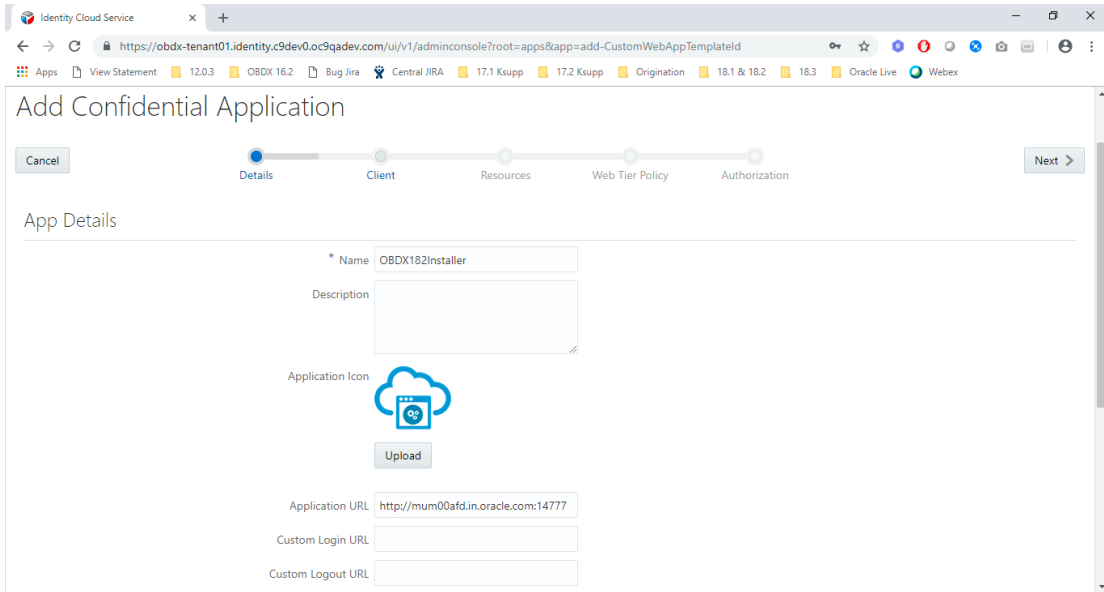 Identity Cloud Service
https://obdx-tenant01.identity.c9dev0.oc9qadev.com/ui/v1/adminconsole?root=apps&app=add-CustomWebAppTemplateId
Apps View Statement 12.0.3 OBDX 16.2 Bug Jira Central JIRA 17.1 Ksupp 17.2 Ksupp Origination 18.1 & 18.2 18.3 Oracle Live Webex
Add Confidential Application
Cancel Next
Details Client Resources Web Tier Policy Authorization
App Details
* Name OBDX182Installer
Description
Application Icon
Upload
Application URL http://mum00afd.in.oracle.com:14777
Custom Login URL
Custom Logout URL